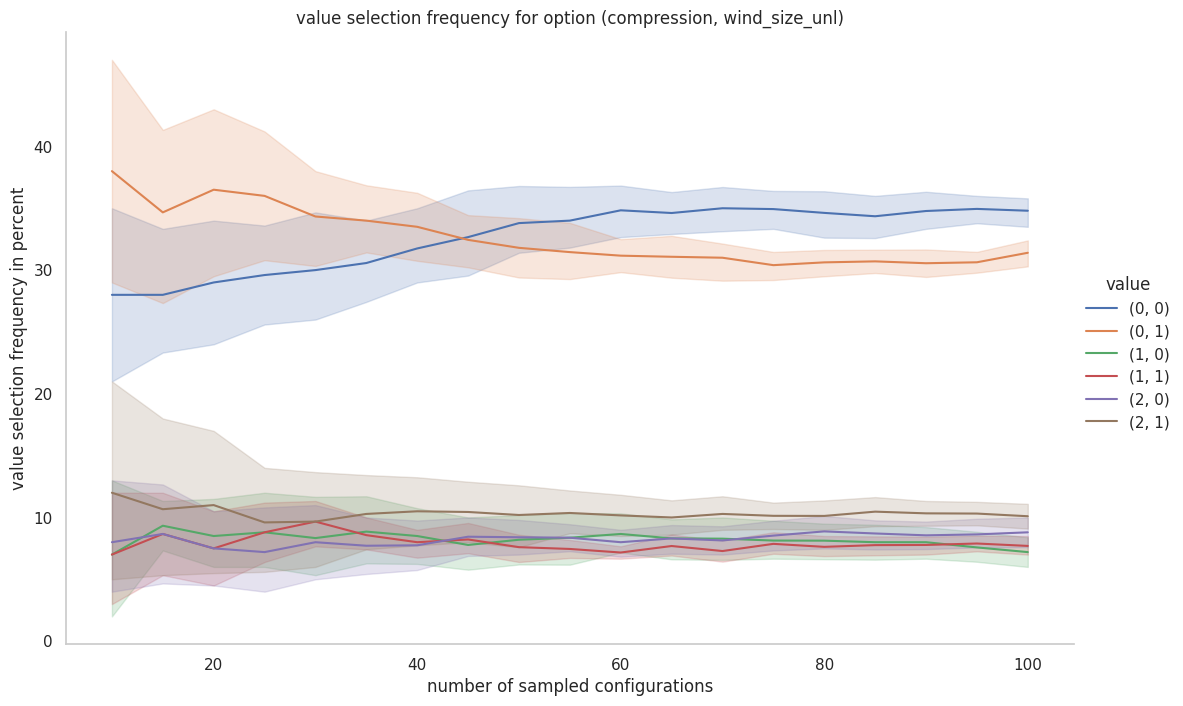 value selection frequency for option (compression, wind_size_unl)
value selection frequency in percent
40
30
20
10
0
20 40 60 80 100
number of sampled configurations
value
(0, 0)
(0, 1)
(1, 0)
(1, 1)
(2, 0)
(2, 1)